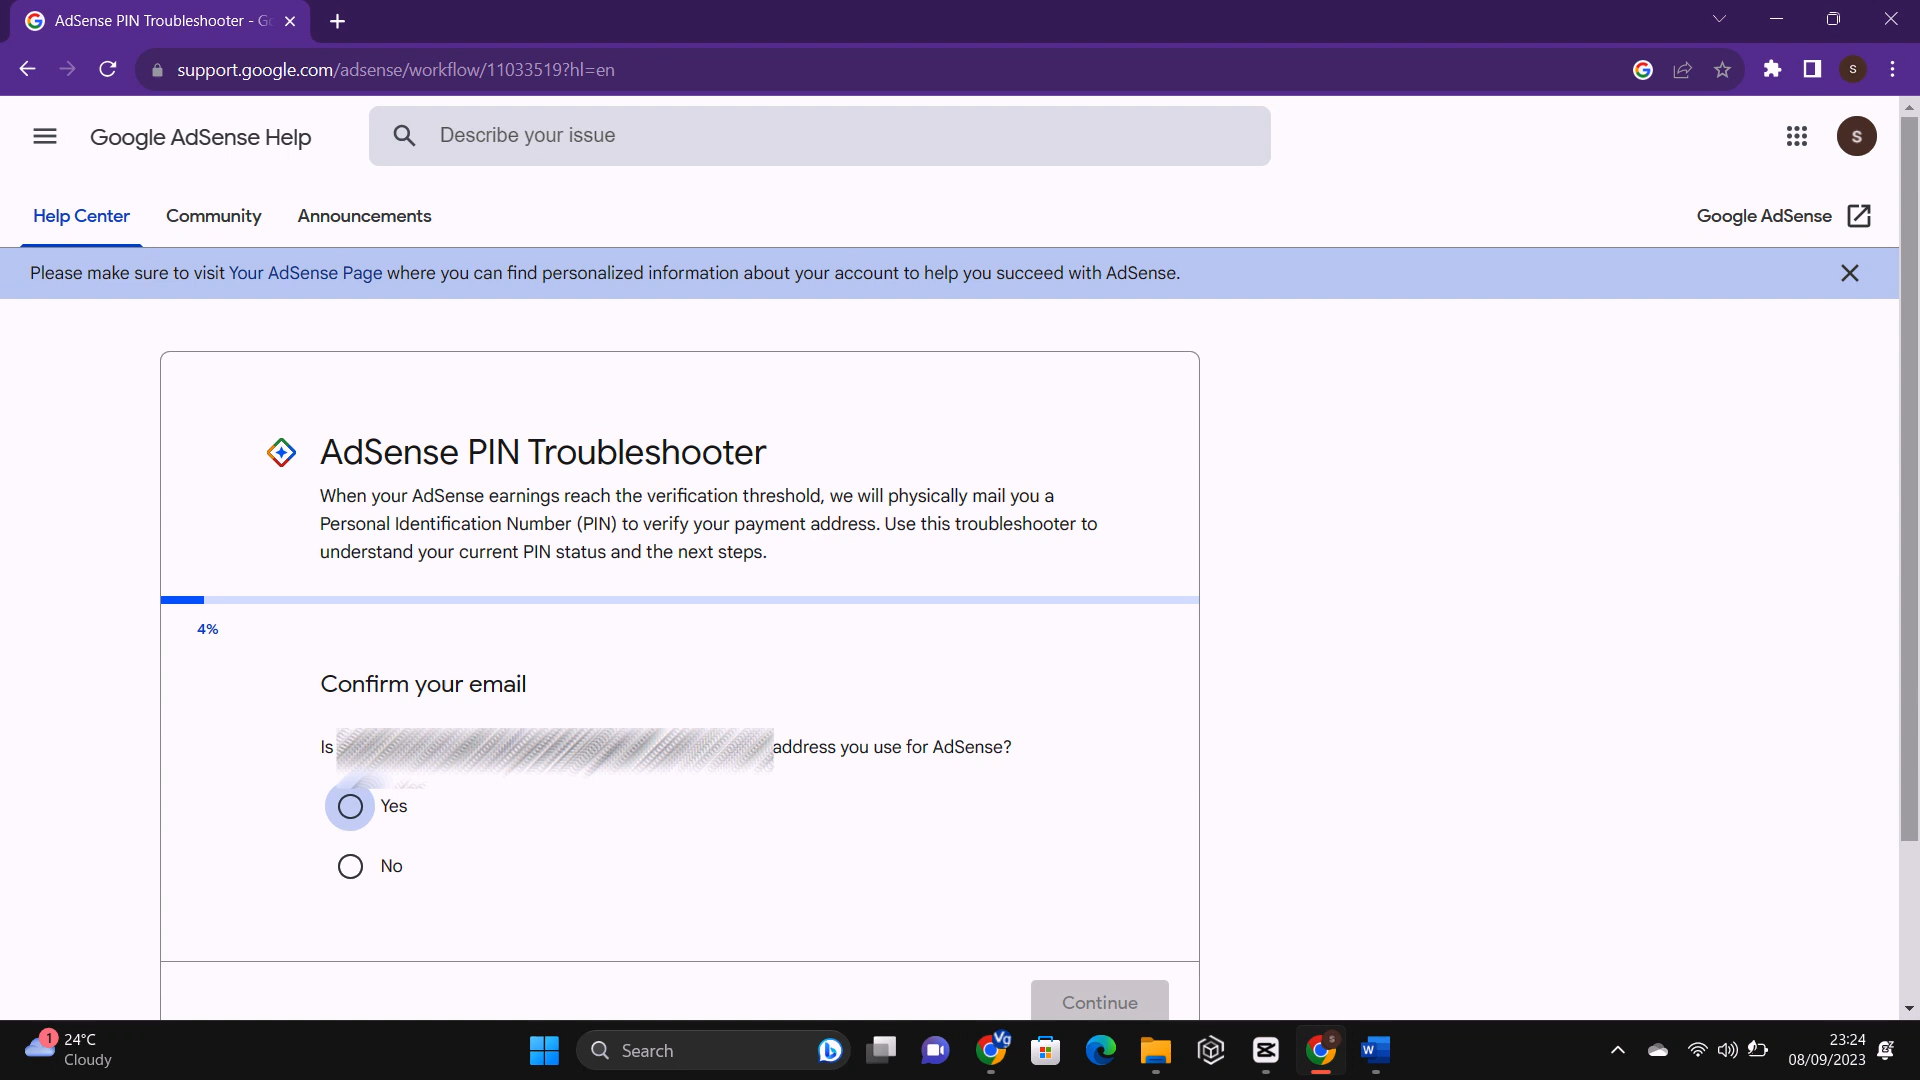 AdSense PIN Troubleshooter - G
support.google.com/adsense/workflow/11033519?hl=en
S
Google AdSense Help
Describe your issue
S
Help Center
Community
Announcements
Google AdSense
Please make sure to visit Your AdSense Page where you can find personalized information about your account to help you succeed with AdSense.
AdSense PIN Troubleshooter
When your AdSense earnings reach the verification threshold, we will physically mail you a
Personal Identification Number (PIN) to verify your payment address. Use this troubleshooter to
understand your current PIN status and the next steps.
4%
Confirm your email
Is address you use for AdSense?
Yes
No
Continue
1
24°C
Cloudy
Search
Vg
S
W
23:24
08/09/2023